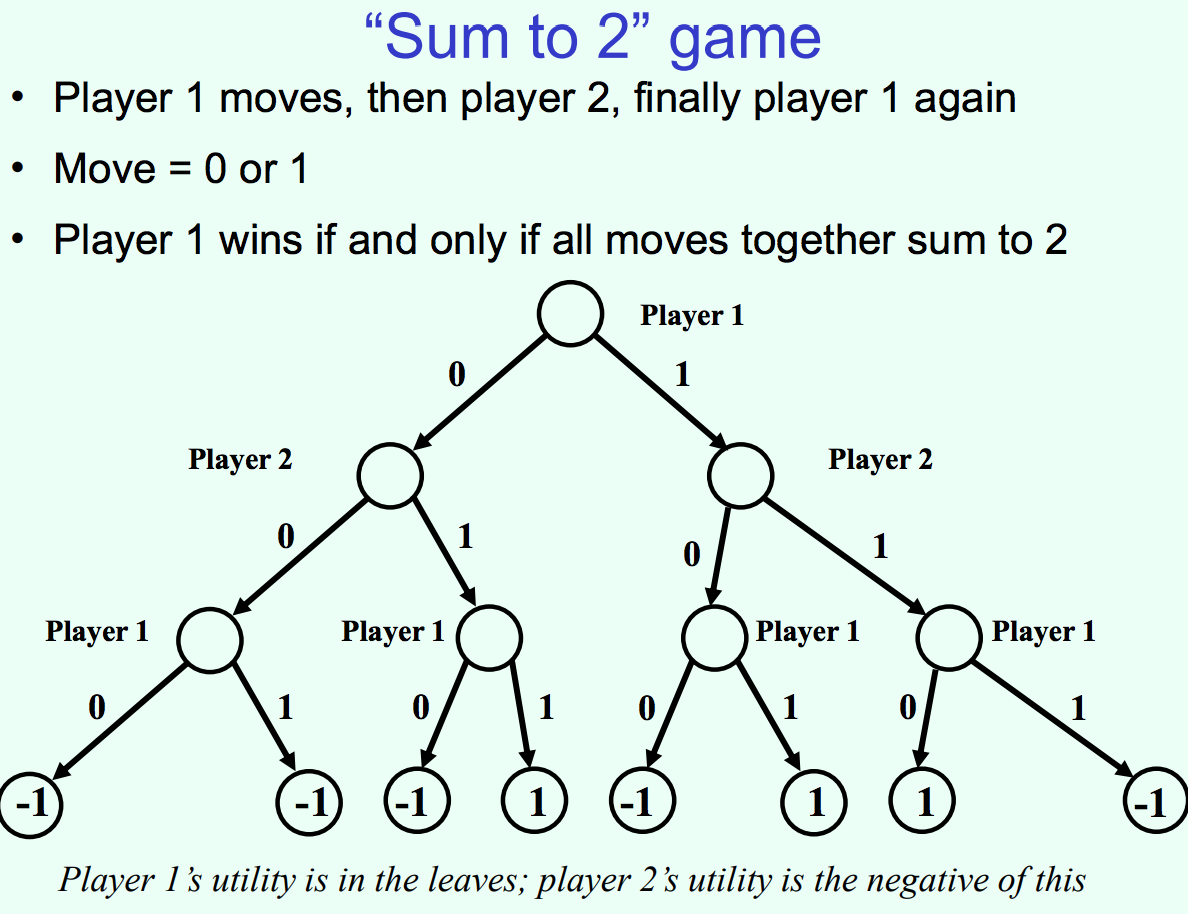 “Sum to 2” game
• Player 1 moves, then player 2, finally player 1 again
• Move = 0 or 1
• Player 1 wins if and only if all moves together sum to 2
Player 1
0 1
Player 2 Player 2
0 1 0 1
Player 1 Player 1 Player 1 Player 1
0 1 0 1 0 1 0 1
-1 -1 -1 1 -1 1 1 -1
Player 1’s utility is in the leaves; player 2’s utility is the negative of this